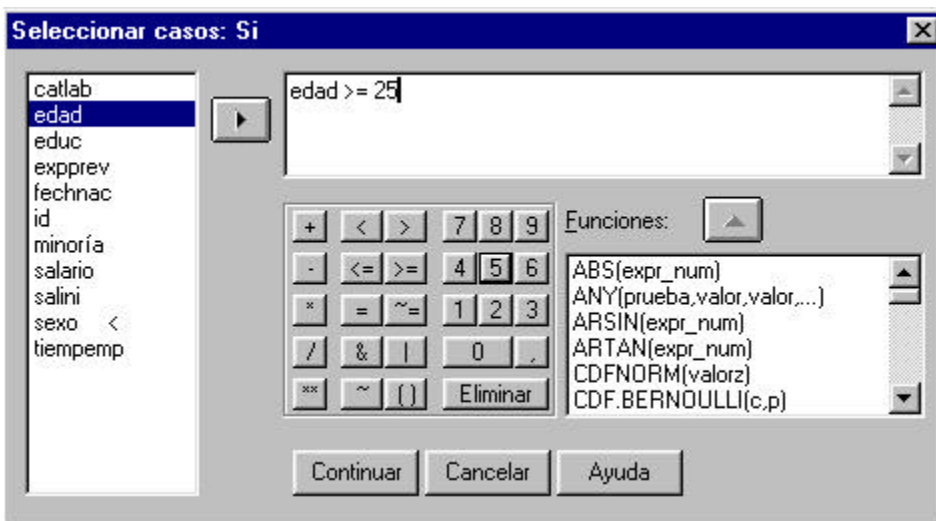 Seleccionar casos: Si
catlab
edad
educ
expprev
fechnac
id
minoría
salario
salini
sexo <
tiempemp
edad >= 25
+ < > 7 8 9
- <= >= 4 5 6
* = ~= 1 2 3
/ & | 0 ,
** ~ () Eliminar
Funciones:
ABS(expr_num)
ANY(prueba,valor,valor,...)
ARSIN(expr_num)
ARTAN(expr_num)
CDFNORM(valorz)
CDF.BERNOULLI(c,p)
Continuar Cancelar Ayuda